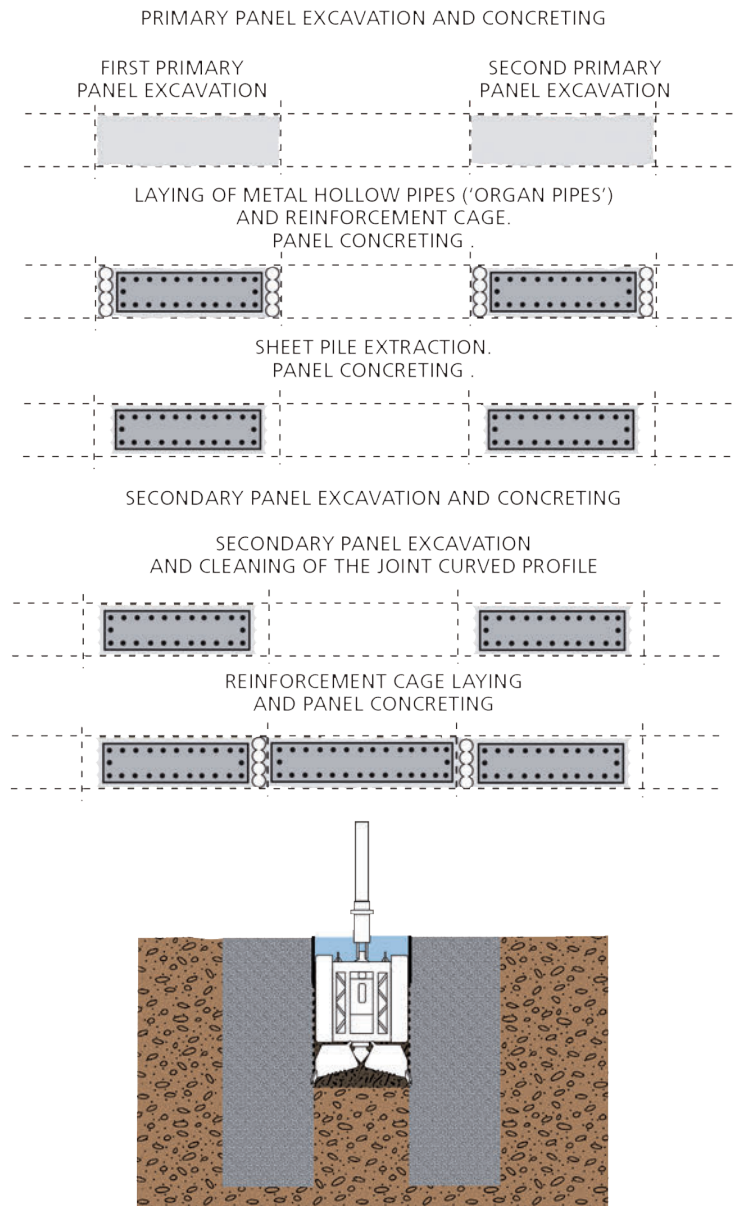 PRIMARY PANEL EXCAVATION AND CONCRETING
FIRST PRIMARY
PANEL EXCAVATION
SECOND PRIMARY
PANEL EXCAVATION
LAYING OF METAL HOLLOW PIPES (‘ORGAN PIPES’)
AND REINFORCEMENT CAGE.
PANEL CONCRETING .
SHEET PILE EXTRACTION.
PANEL CONCRETING .
SECONDARY PANEL EXCAVATION AND CONCRETING
SECONDARY PANEL EXCAVATION
AND CLEANING OF THE JOINT CURVED PROFILE
REINFORCEMENT CAGE LAYING
AND PANEL CONCRETING